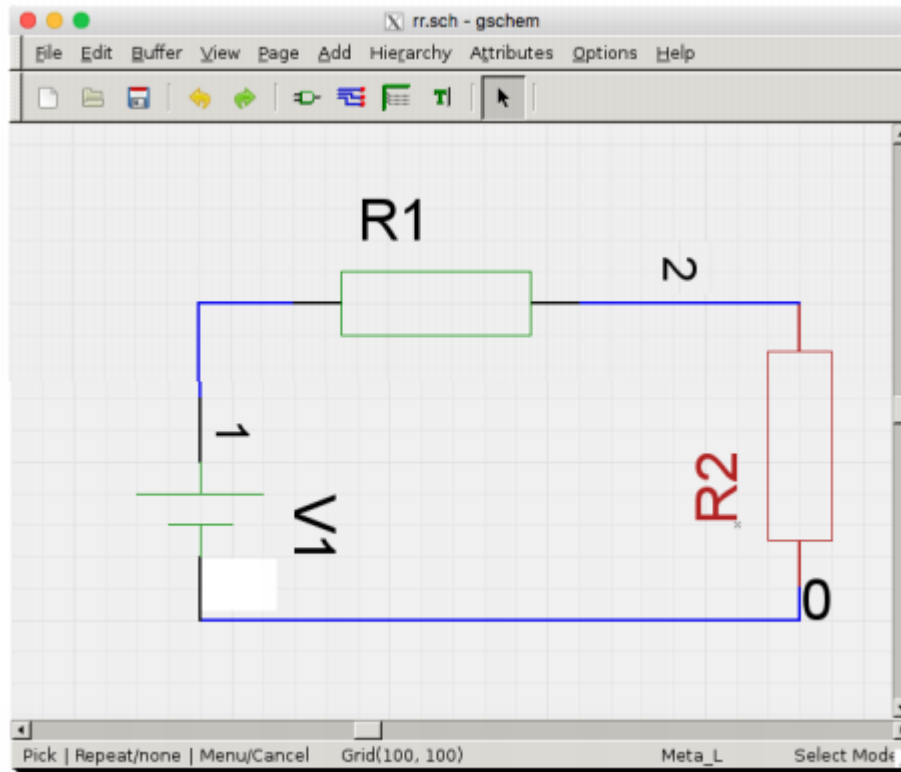 rr.sch - gschem
File Edit Buffer View Page Add Hierarchy Attributes Options Help
R1
2
1
V1
R2
0
Pick | Repeat/none | Menu/Cancel Grid(100, 100) Meta_L Select Mode